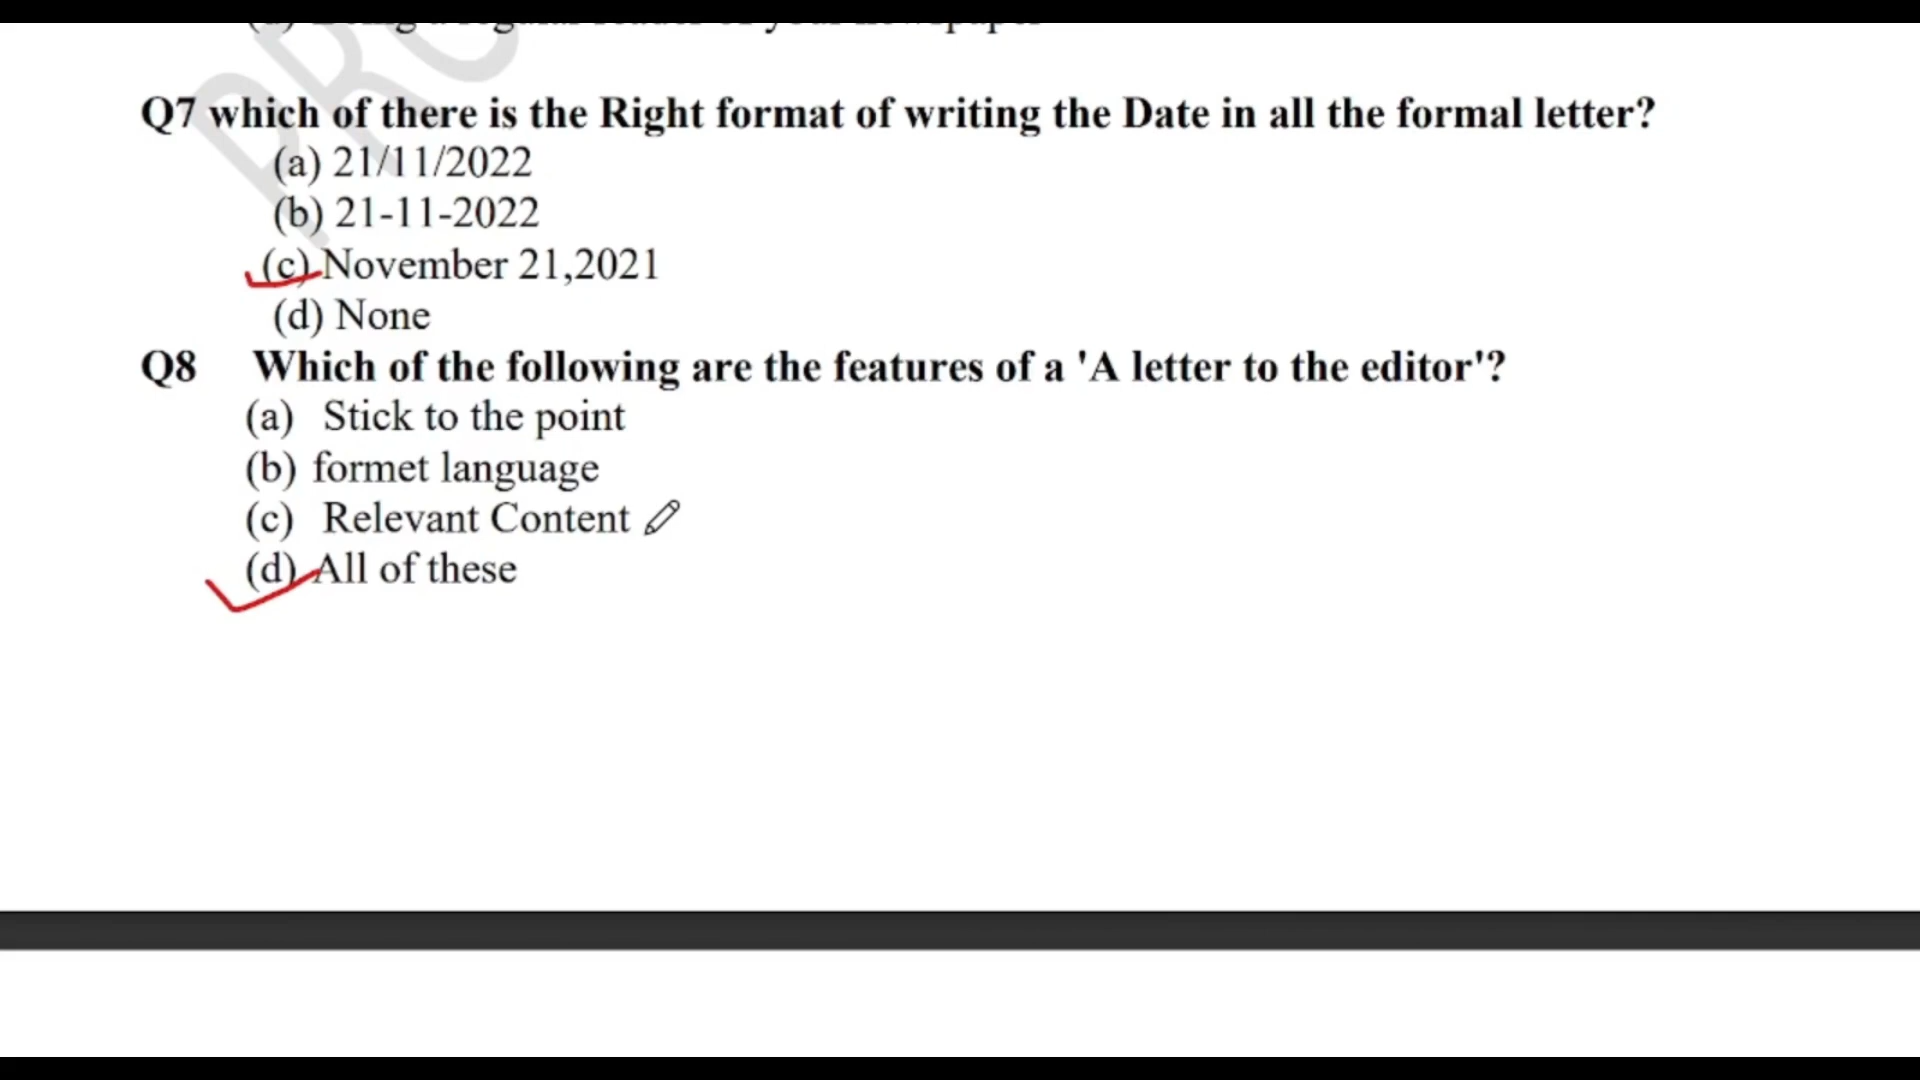 Q7 which of there is the Right format of writing the Date in all the formal letter?
(a) 21/11/2022
(b) 21-11-2022
(c) November 21,2021
(d) None
Q8 Which of the following are the features of a 'A letter to the editor'?
(a) Stick to the point
(b) formet language
(c) Relevant Content
(d) All of these